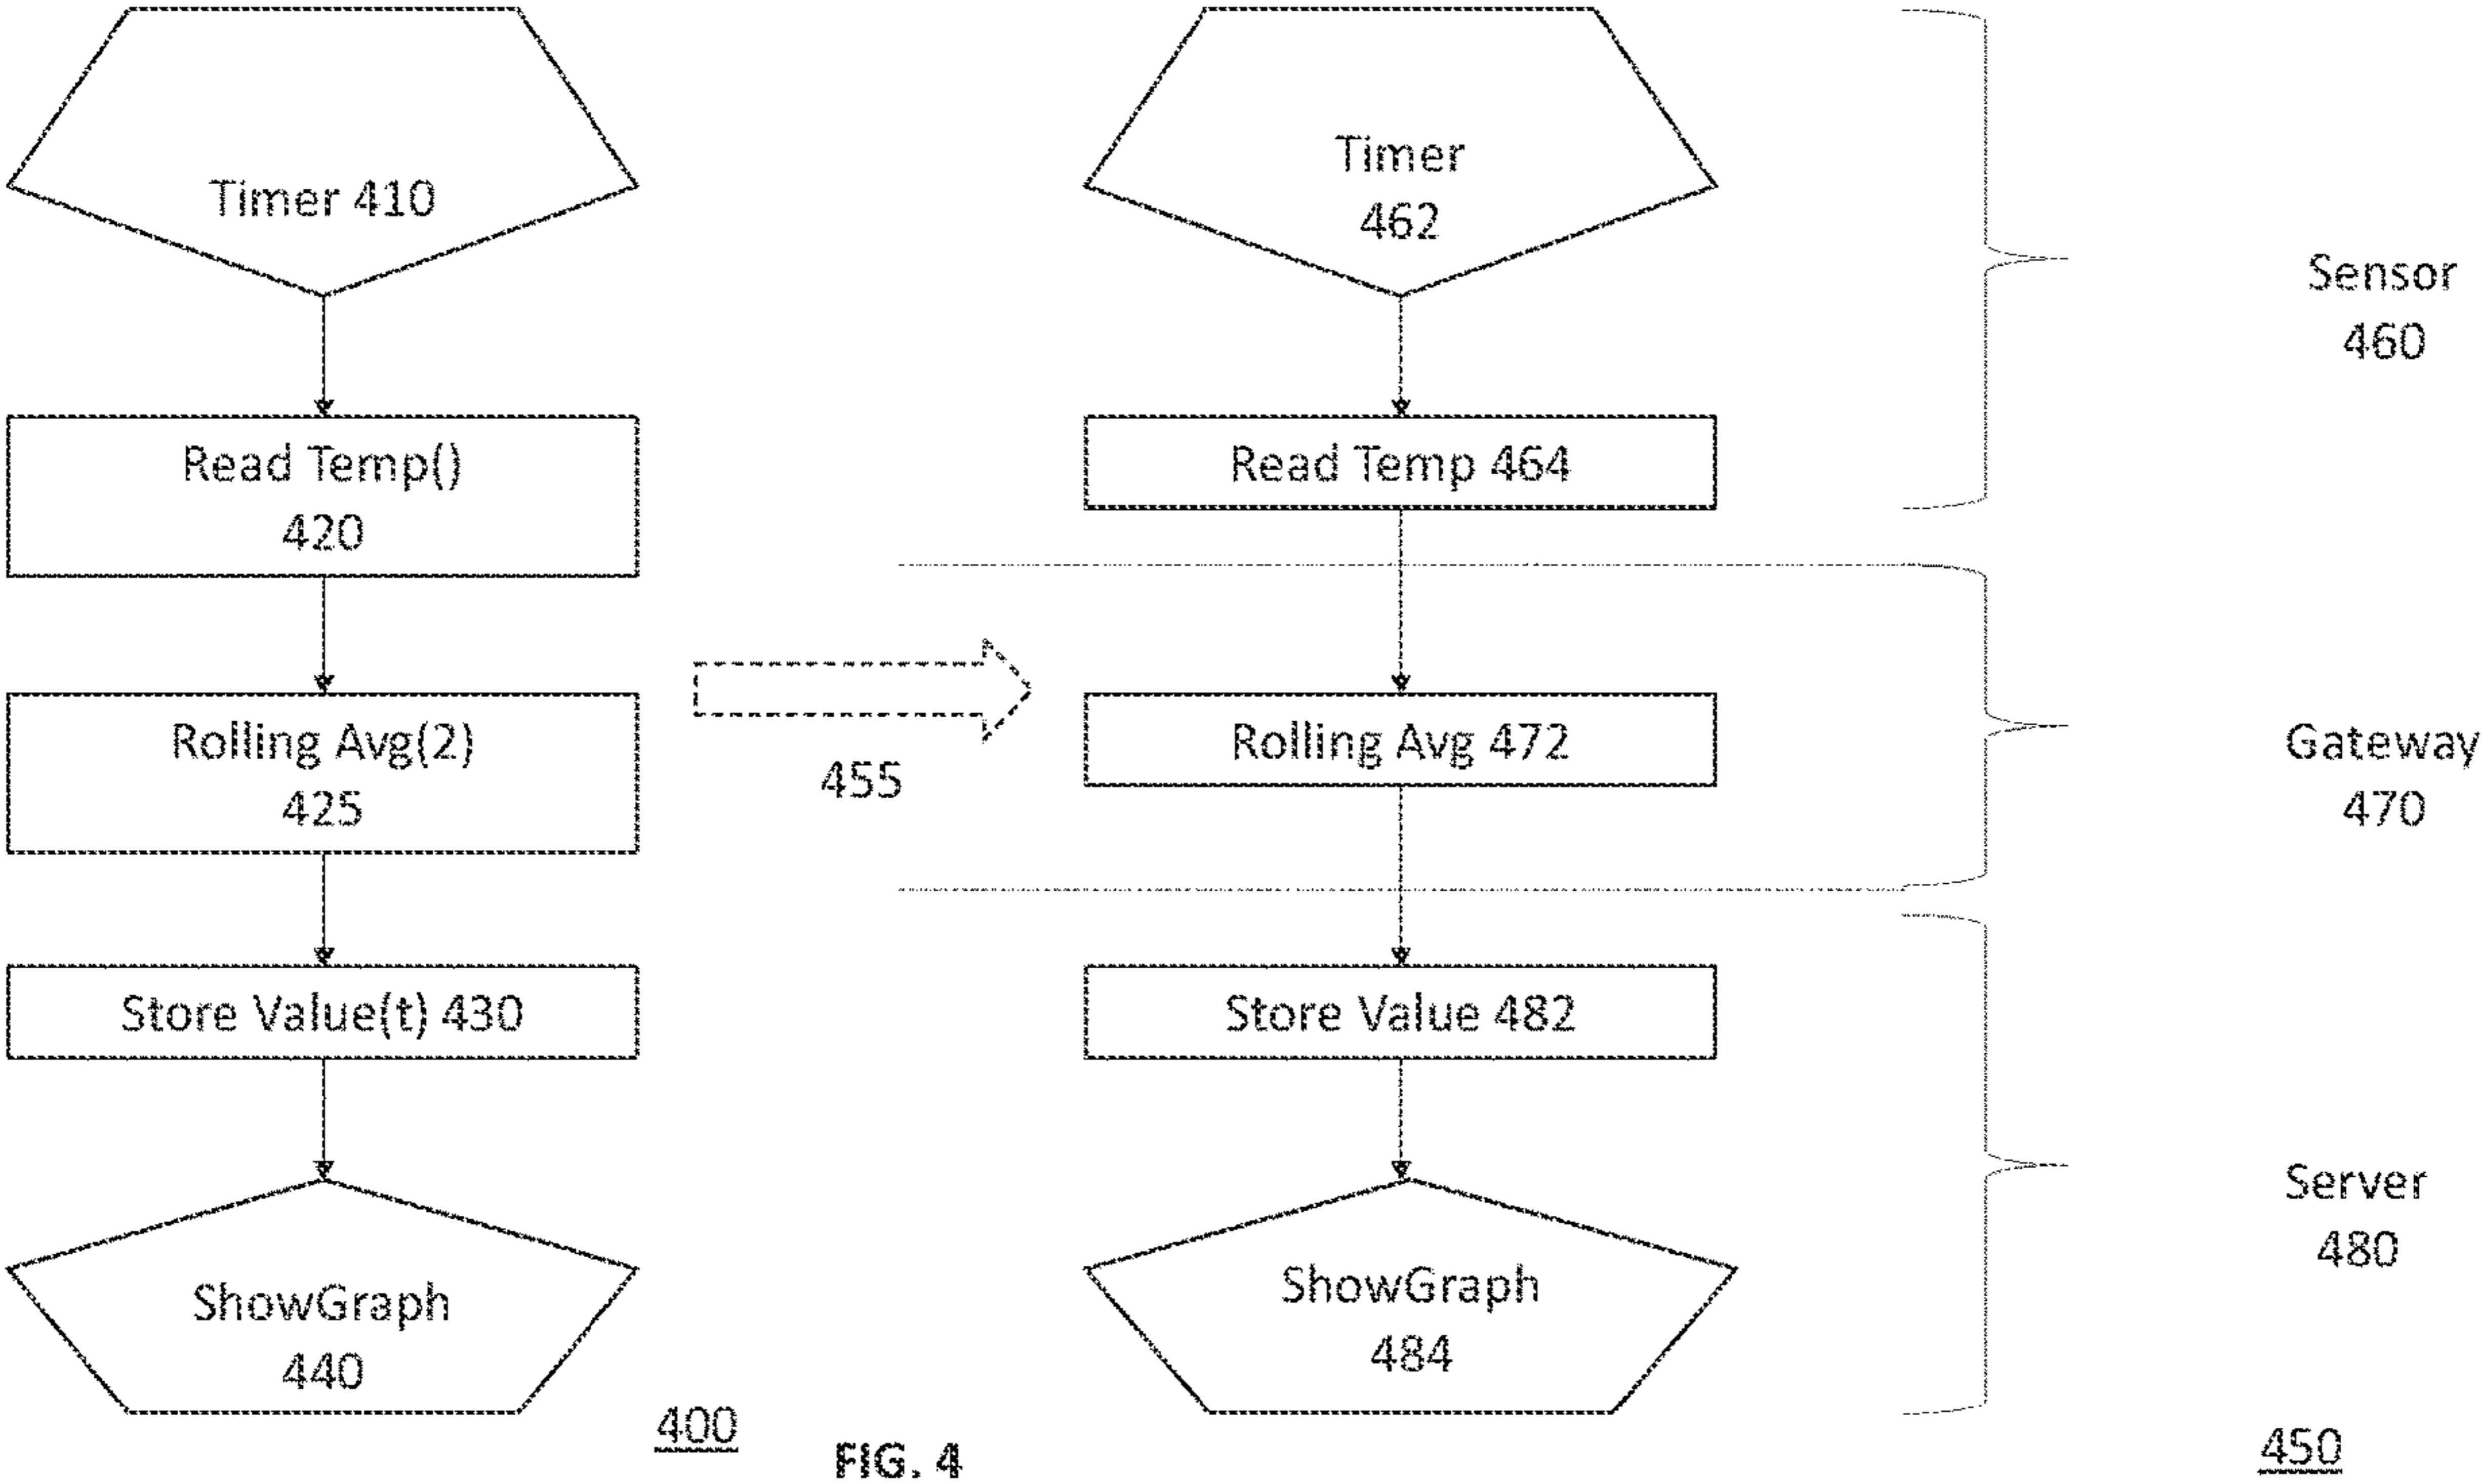 Timer 410
Read Temp()
420
Rolling Avg(2)
425
Store Value(t) 430
ShowGraph
440
400
455
Timer
462
Read Temp 464
Rolling Avg 472
Store Value 482
ShowGraph
484
Sensor
460
Gateway
470
Server
480
450
FIG. 4